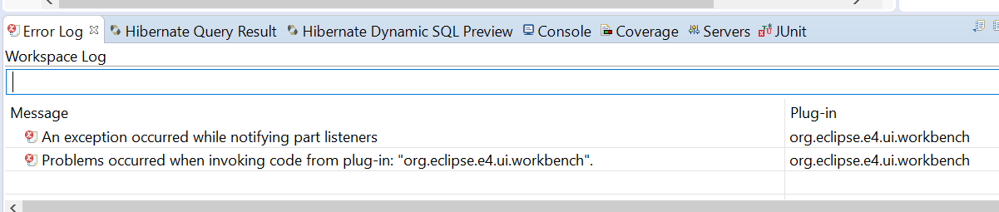 Error Log Hibernate Query Result Hibernate Dynamic SQL Preview Console Coverage Servers JUnit
Workspace Log
Message Plug-in
An exception occurred while notifying part listeners org.eclipse.e4.ui.workbench
Problems occurred when invoking code from plug-in: "org.eclipse.e4.ui.workbench". org.eclipse.e4.ui.workbench